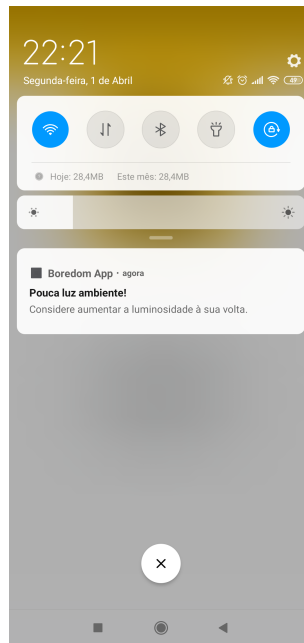 22:21
Segunda-feira, 1 de Abril
49
Hoje: 28,4MB Este mês: 28,4MB
Boredom App • agora
Pouca luz ambiente!
Considere aumentar a luminosidade à sua volta.